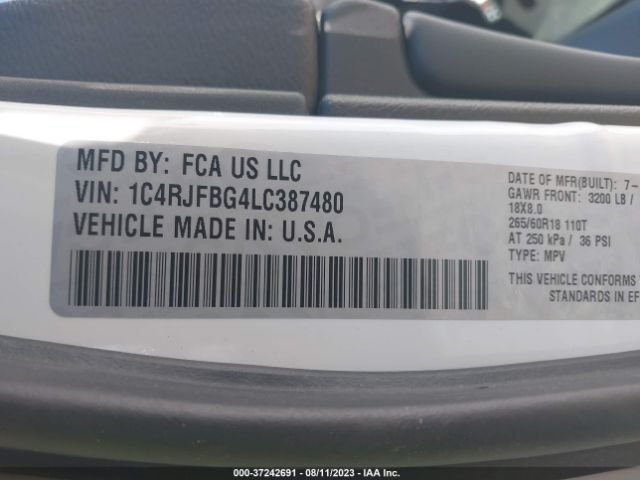 MFD BY: FCA US LLC
VIN: 1C4RJFBG4LC387480
VEHICLE MADE IN: U.S.A.
DATE OF MFR(BUILT): 7-
GAWR FRONT: 3200 LB /
18X8.0
265/60R18 110T
AT 250 kPa / 36 PSI
TYPE: MPV
THIS VEHICLE CONFORMS
STANDARDS IN EF
000-37242691 - 08/11/2023 - IAA Inc.